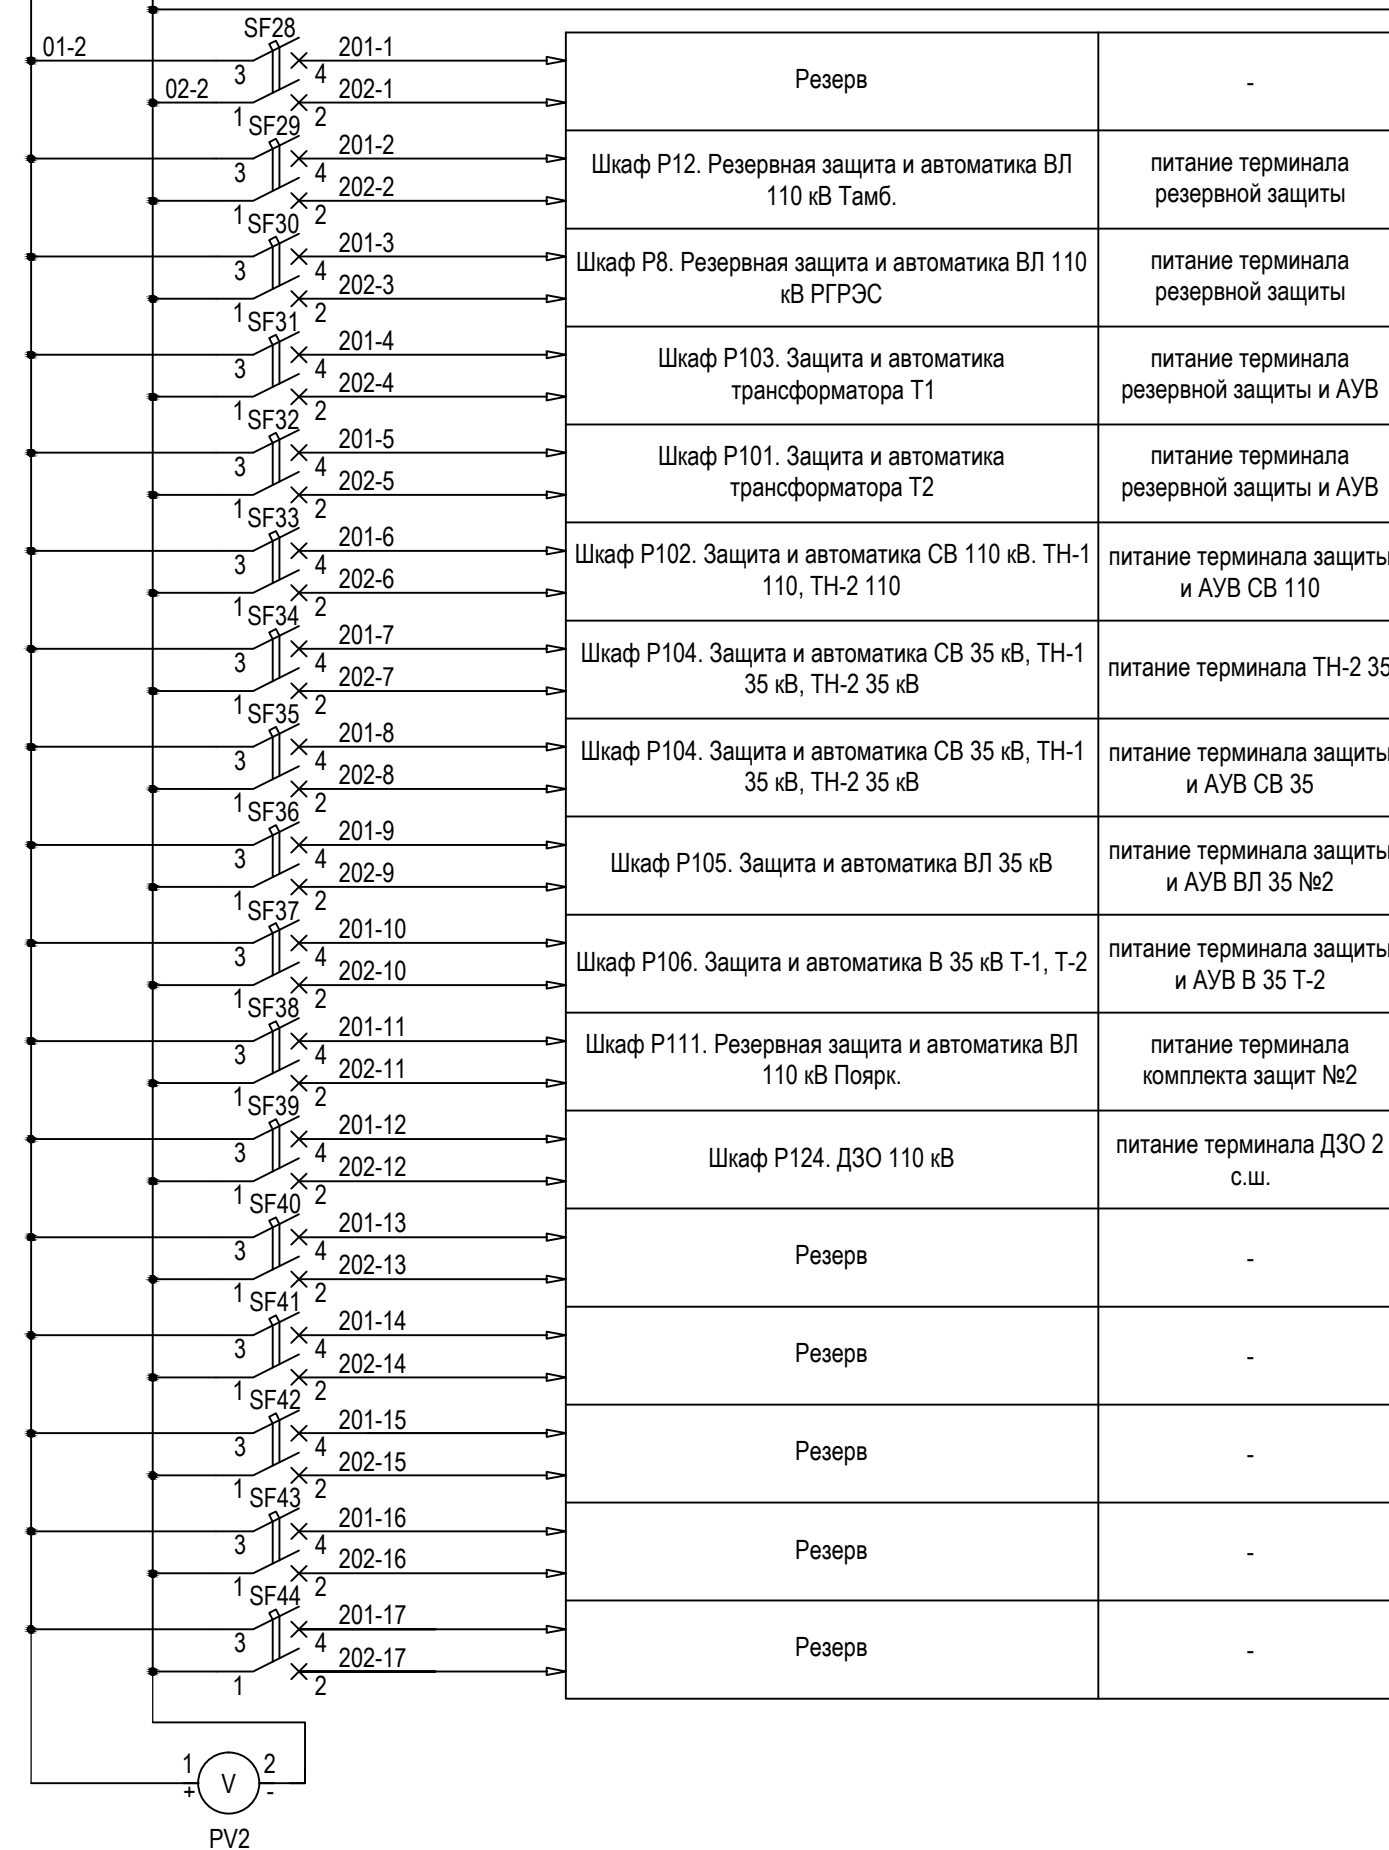 SF28
01-2
201-1
3
4
02-2
202-1
1
2
Резерв
-
SF29
201-2
3
4
202-2
1
2
Шкаф Р12. Резервная защита и автоматика ВЛ
110 кВ Тамб.
питание терминала
резервной защиты
SF30
201-3
3
4
202-3
1
2
Шкаф Р8. Резервная защита и автоматика ВЛ 110
кВ РГРЭС
питание терминала
резервной защиты
SF31
201-4
3
4
202-4
1
2
Шкаф Р103. Защита и автоматика
трансформатора Т1
питание терминала
резервной защиты и АУВ
SF32
201-5
3
4
202-5
1
2
Шкаф Р101. Защита и автоматика
трансформатора Т2
питание терминала
резервной защиты и АУВ
SF33
201-6
3
4
202-6
1
2
Шкаф Р102. Защита и автоматика СВ 110 кВ. ТН-1
110, ТН-2 110
питание терминала защиты
и АУВ СВ 110
SF34
201-7
3
4
202-7
1
2
Шкаф Р104. Защита и автоматика СВ 35 кВ, ТН-1
35 кВ, ТН-2 35 кВ
питание терминала ТН-2 35
SF35
201-8
3
4
202-8
1
2
Шкаф Р104. Защита и автоматика СВ 35 кВ, ТН-1
35 кВ, ТН-2 35 кВ
питание терминала защиты
и АУВ СВ 35
SF36
201-9
3
4
202-9
1
2
Шкаф Р105. Защита и автоматика ВЛ 35 кВ
питание терминала защиты
и АУВ ВЛ 35 №2
SF37
201-10
3
4
202-10
1
2
Шкаф Р106. Защита и автоматика В 35 кВ Т-1, Т-2
питание терминала защиты
и АУВ В 35 Т-2
SF38
201-11
3
4
202-11
1
2
Шкаф Р111. Резервная защита и автоматика ВЛ
110 кВ Поярк.
питание терминала
комплекта защит №2
SF39
201-12
3
4
202-12
1
2
Шкаф Р124. ДЗО 110 кВ
питание терминала ДЗО 2
с.ш.
SF40
201-13
3
4
202-13
1
2
Резерв
-
SF41
201-14
3
4
202-14
1
2
Резерв
-
SF42
201-15
3
4
202-15
1
2
Резерв
-
SF43
201-16
3
4
202-16
1
2
Резерв
-
SF44
201-17
3
4
202-17
1
2
Резерв
-
1
2
V
+
-
PV2